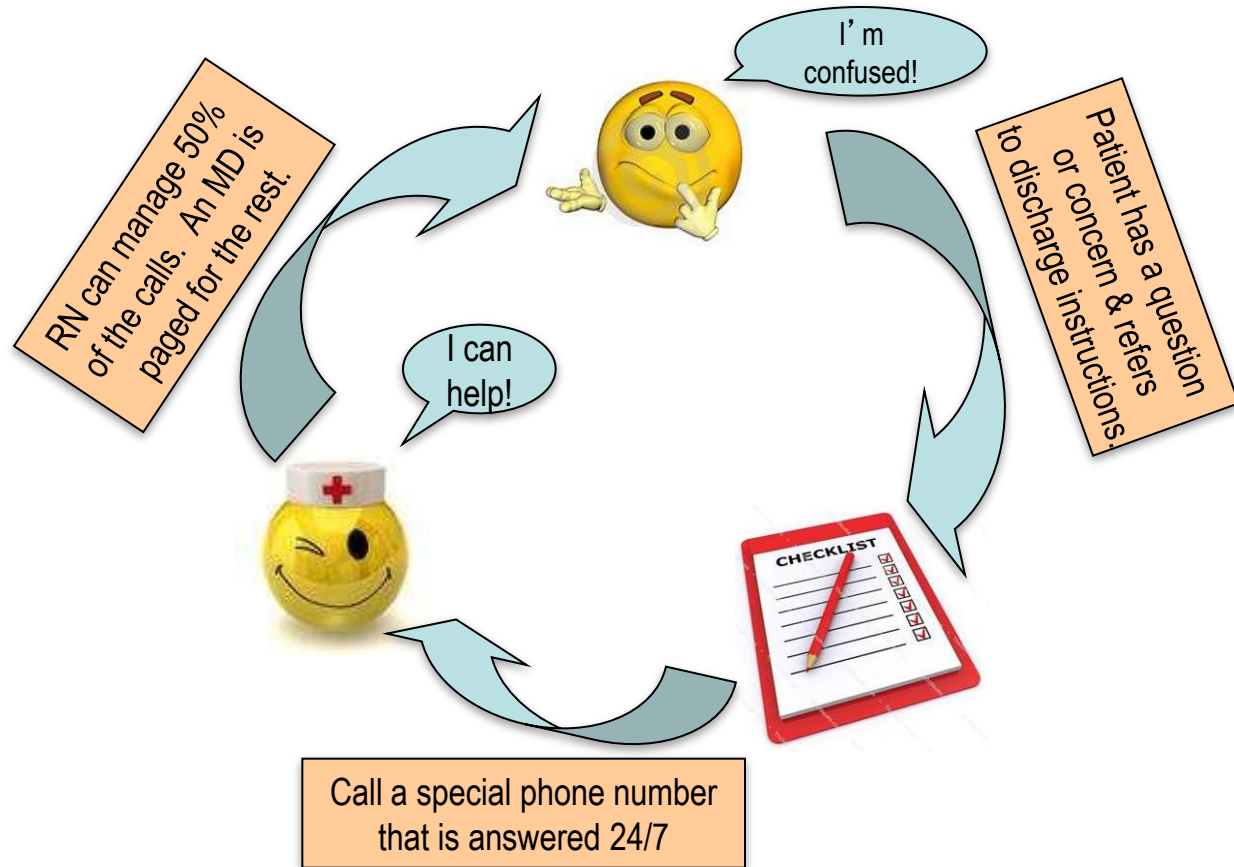 I’m
confused!
Patient has a question
or concern & refers
to discharge instructions.
CHECKLIST
Call a special phone number
that is answered 24/7
I can
help!
RN can manage 50%
of the calls.  An MD is
paged for the rest.